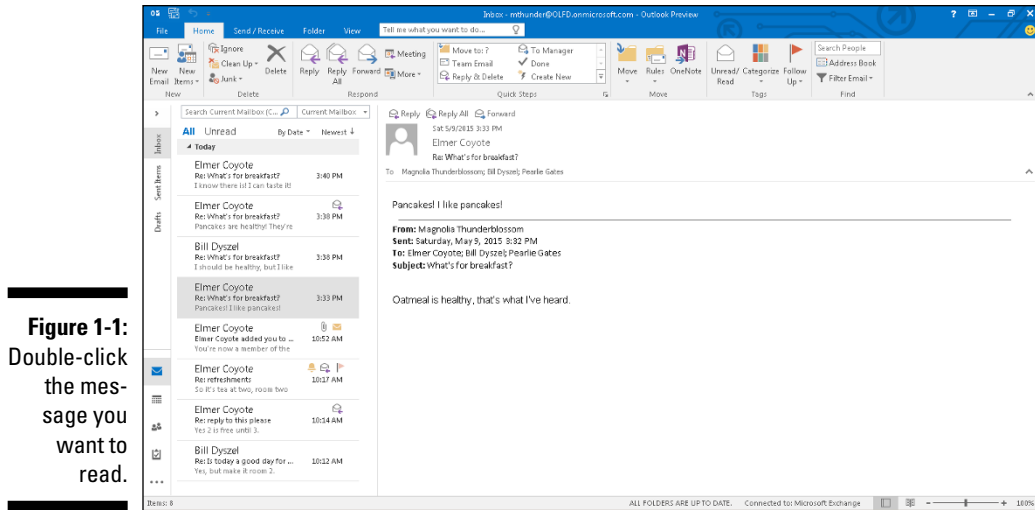 Figure 1-1:
Double-click
the mes-
sage you
want to
read.
Inbox - mthunder@OLFD.onmicrosoft.com - Outlook Preview
File Home Send / Receive Folder View Tell me what you want to do...
New Email
New Items
Ignore
Clean Up
Junk
Delete
Reply
Reply All
Forward
Meeting
More
Move to: ?
Team Email
Reply & Delete
To Manager
Done
Create New
Move
Rules
OneNote
Unread/ Read
Categorize
Follow Up
Search People
Address Book
Filter Email
New Delete Respond Quick Steps Move Tags Find
Inbox
Sent Items
Drafts
Search Current Mailbox (C... Current Mailbox
All Unread By Date Newest
Today
Elmer Coyote
Re: What's for breakfast? 3:40 PM
I know there is! I can taste it!
Elmer Coyote
Re: What's for breakfast? 3:38 PM
Pancakes are healthy! They're
Bill Dyszel
Re: What's for breakfast? 3:38 PM
I should be healthy, but I like
Elmer Coyote
Re: What's for breakfast? 3:33 PM
Pancakes! I like pancakes!
Elmer Coyote
Elmer Coyote added you to ... 10:52 AM
You're now a member of the
Elmer Coyote
Re: refreshments 10:17 AM
So it's tea at two, room two
Elmer Coyote
Re: reply to this please 10:14 AM
Yes 2 is free until 3.
Bill Dyszel
Re: Is today a good day for ... 10:12 AM
Yes, but make it room 2.
Reply Reply All Forward
Sat 5/9/2015 3:33 PM
Elmer Coyote
Re: What's for breakfast?
To Magnolia Thunderblossom; Bill Dyszel; Pearlie Gates
Pancakes! I like pancakes!
From: Magnolia Thunderblossom
Sent: Saturday, May 9, 2015 3:32 PM
To: Elmer Coyote; Bill Dyszel; Pearlie Gates
Subject: What's for breakfast?
Oatmeal is healthy, that's what I've heard.
Items: 8 ALL FOLDERS ARE UP TO DATE. Connected to: Microsoft Exchange 100%